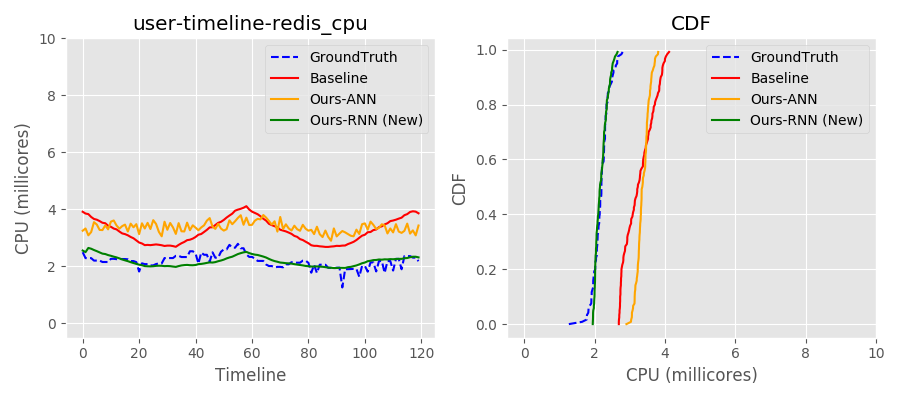 user-timeline-redis_cpu
CPU (millicores)
10
8
6
4
2
0
0 20 40 60 80 100 120
Timeline
GroundTruth
Baseline
Ours-ANN
Ours-RNN (New)
CDF
CDF
1.0
0.8
0.6
0.4
0.2
0.0
0 2 4 6 8 10
CPU (millicores)
GroundTruth
Baseline
Ours-ANN
Ours-RNN (New)